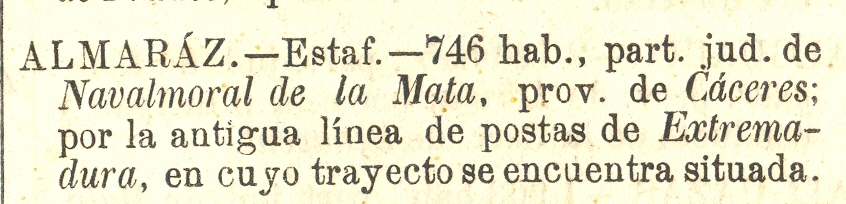 ALMARÁZ.—Estaf.—746 hab., part. jud. de
Navalmoral de la Mata, prov. de Cáceres;
por la antigua línea de postas de Extrema-
dura, en cuyo trayecto se encuentra situada.